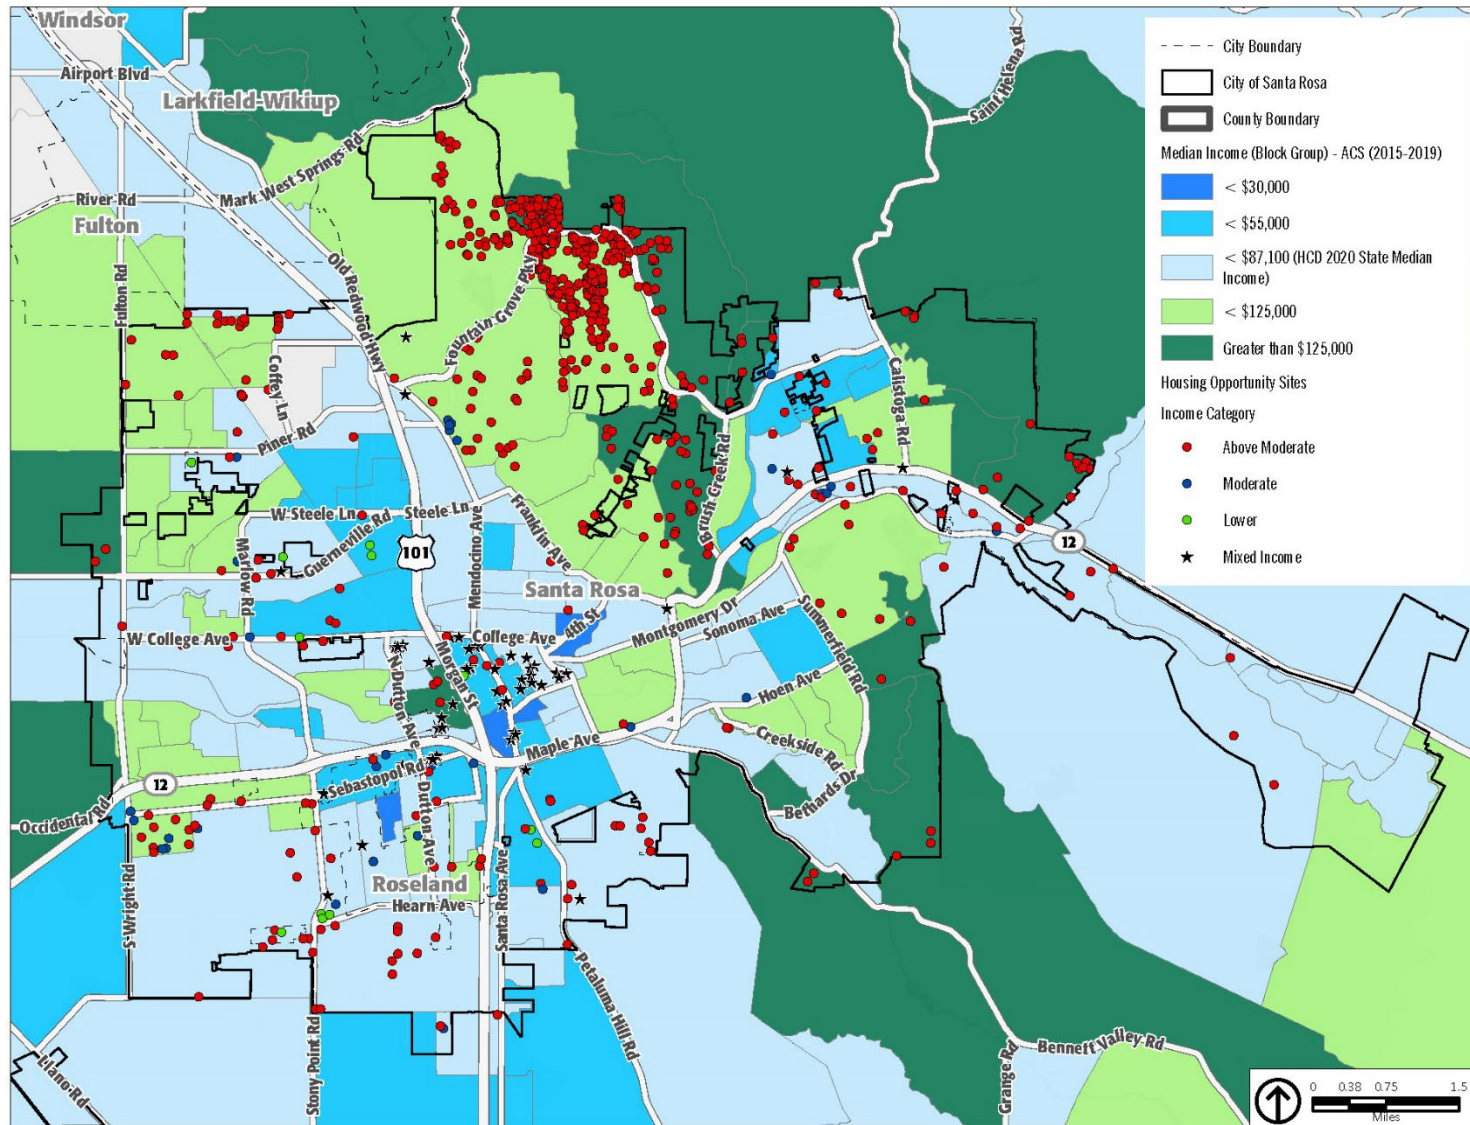 Windsor
Airport Blvd
Larkfield-Wikiup
Mark West Springs Rd
River Rd
Fulton
Fulton Rd
Old Redwood Hwy
Saint Helena Rd
Fountain Grove Pky
Coffey Ln
Piner Rd
Calistoga Rd
Brush Creek Rd
W Steele Ln
Steele Ln
Guerneville Rd
Marlow Rd
101
Mendocino Ave
Franklin Ave
12
Santa Rosa
4th St
College Ave
W College Ave
Montgomery Dr
Sonoma Ave
Summerfield Rd
N Dutton Ave
Morgan St
Hoen Ave
Maple Ave
Creekside Rd
Bethards Dr
Sebastopol Rd
12
Occidental Rd
Dutton Ave
Roseland
Hearn Ave
S Wright Rd
Santa Rosa Ave
Petaluma Hill Rd
Stony Point Rd
Llano Rd
Grange Rd
Bennett Valley Rd
City Boundary
City of Santa Rosa
County Boundary
Median Income (Block Group) - ACS (2015-2019)
< $30,000
< $55,000
< $87,100 (HCD 2020 State Median
Income)
< $125,000
Greater than $125,000
Housing Opportunity Sites
Income Category
Above Moderate
Moderate
Lower
Mixed Income
0 0.38 0.75 1.5
Miles